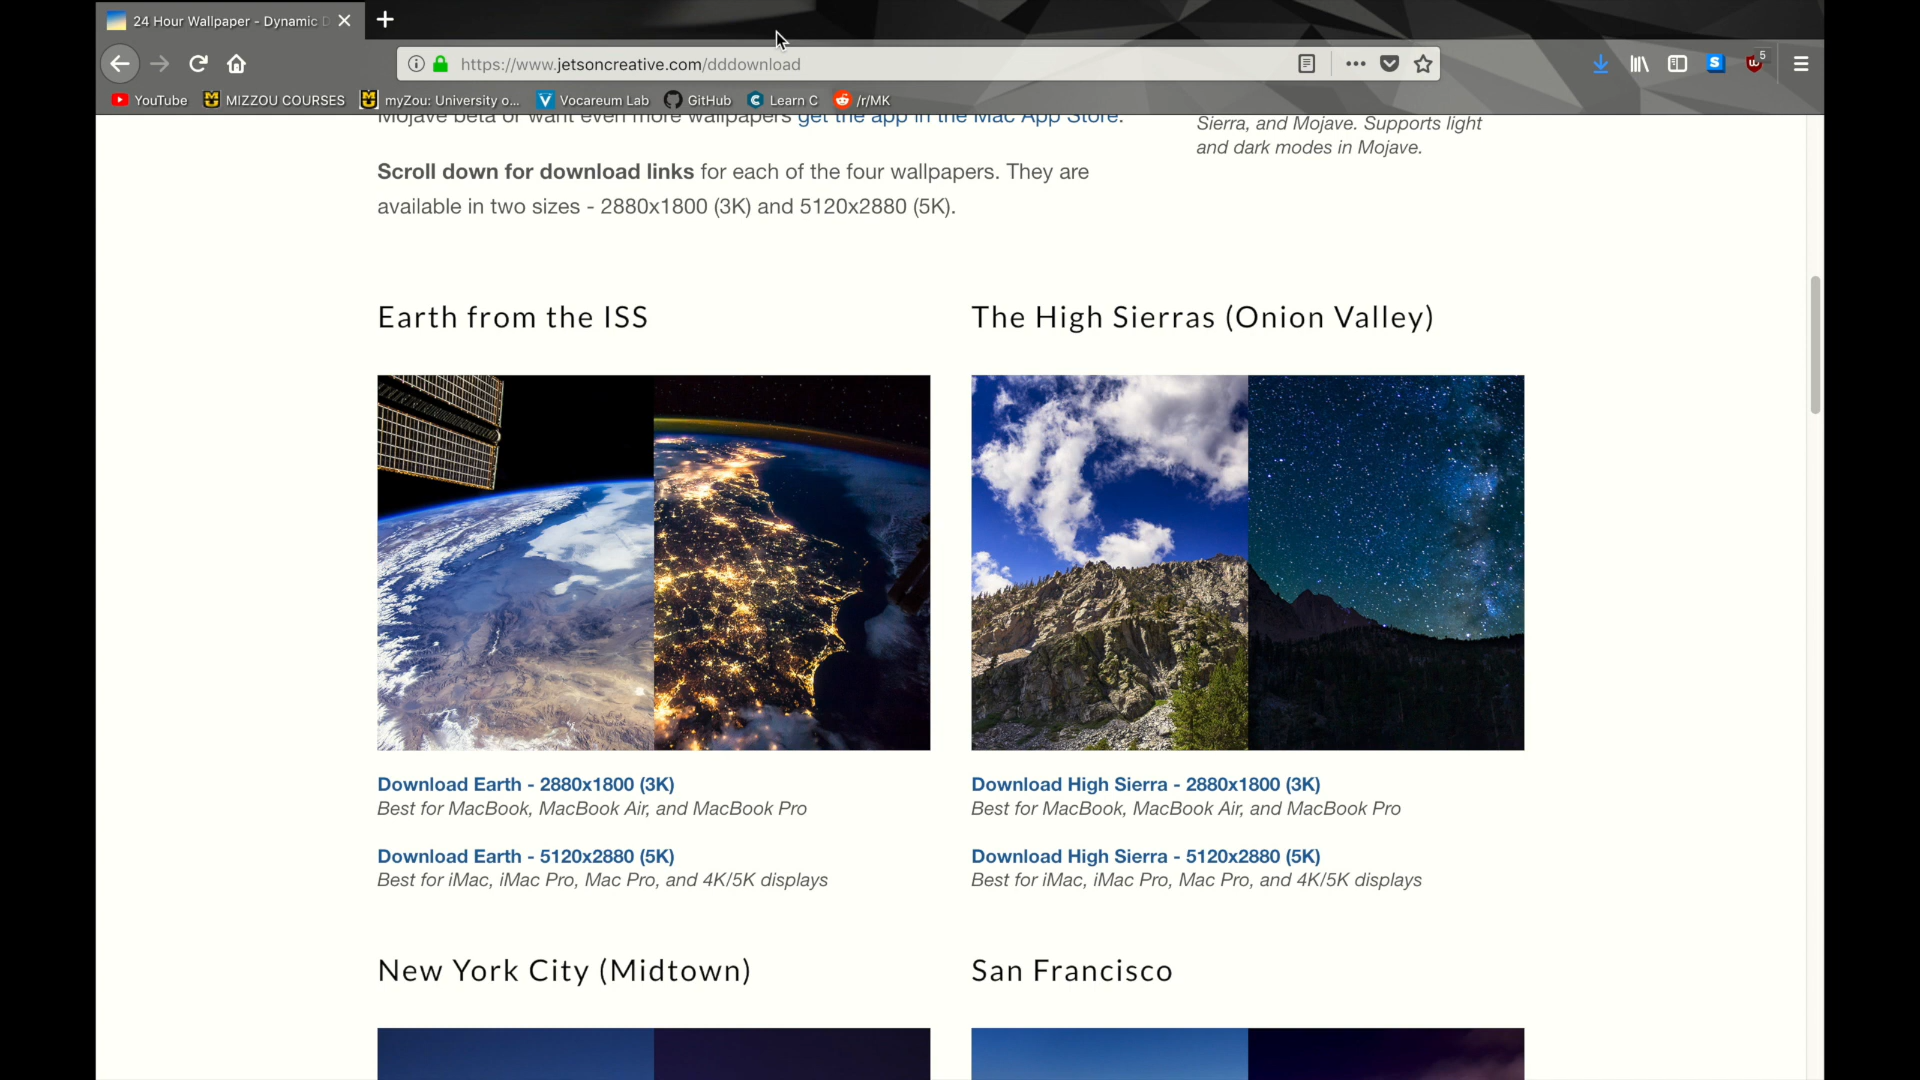 24 Hour Wallpaper - Dynamic D
https://www.jetsoncreative.com/dddownload
5
YouTube MIZZOU COURSES myZou: University o... Vocareum Lab GitHub Learn C /r/MK
Mojave beta or want even more wallpapers get the app in the Mac App Store.
Sierra, and Mojave. Supports light
and dark modes in Mojave.
Scroll down for download links for each of the four wallpapers. They are
available in two sizes - 2880x1800 (3K) and 5120x2880 (5K).
Earth from the ISS
The High Sierras (Onion Valley)
Download Earth - 2880x1800 (3K)
Best for MacBook, MacBook Air, and MacBook Pro
Download Earth - 5120x2880 (5K)
Best for iMac, iMac Pro, Mac Pro, and 4K/5K displays
Download High Sierra - 2880x1800 (3K)
Best for MacBook, MacBook Air, and MacBook Pro
Download High Sierra - 5120x2880 (5K)
Best for iMac, iMac Pro, Mac Pro, and 4K/5K displays
New York City (Midtown)
San Francisco